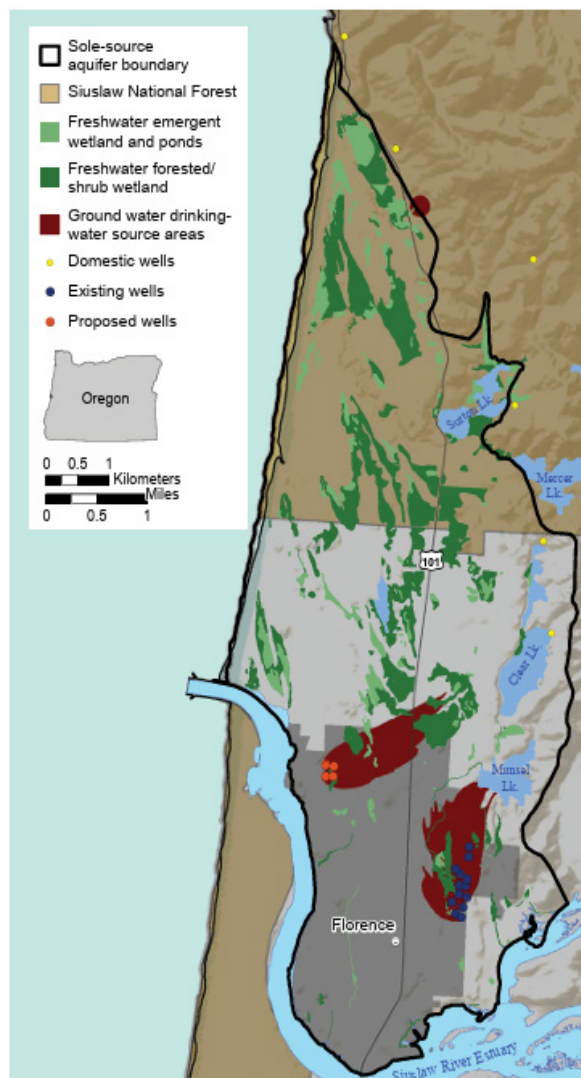 Sole-source
aquifer boundary
Siuslaw National Forest
Freshwater emergent
wetland and ponds
Freshwater forested/
shrub wetland
Ground water drinking-
water source areas
Domestic wells
Existing wells
Proposed wells
Oregon
0 0.5 1
Kilometers
Miles
0 0.5 1
Sutton Lk.
Mercer
Lk.
101
Clear Lk.
Munsel
Lk.
Florence
Siuslaw River Estuary